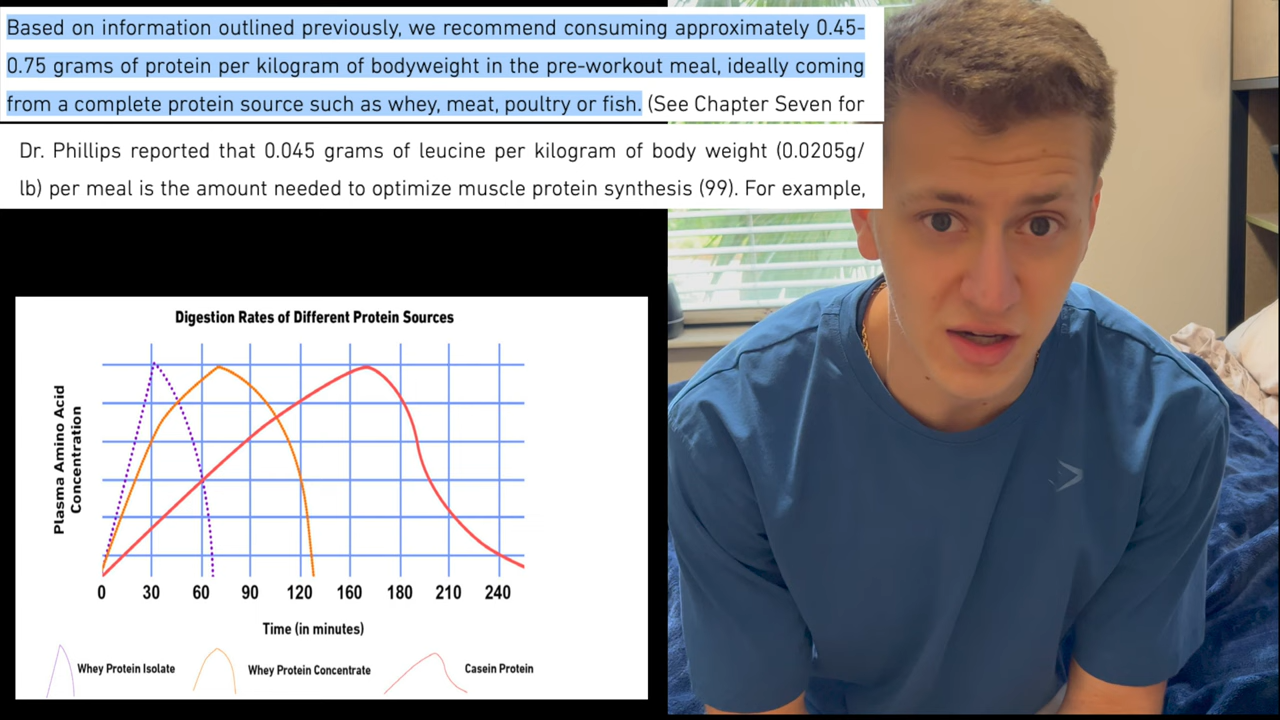 Based on information outlined previously, we recommend consuming approximately 0.45-
0.75 grams of protein per kilogram of bodyweight in the pre-workout meal, ideally coming
from a complete protein source such as whey, meat, poultry or fish. (See Chapter Seven for
Dr. Phillips reported that 0.045 grams of leucine per kilogram of body weight (0.0205g/
lb) per meal is the amount needed to optimize muscle protein synthesis (99). For example,
Digestion Rates of Different Protein Sources
Plasma Amino Acid
Concentration
0 30 60 90 120 160 180 210 240
Time (in minutes)
Whey Protein Isolate Whey Protein Concentrate Casein Protein